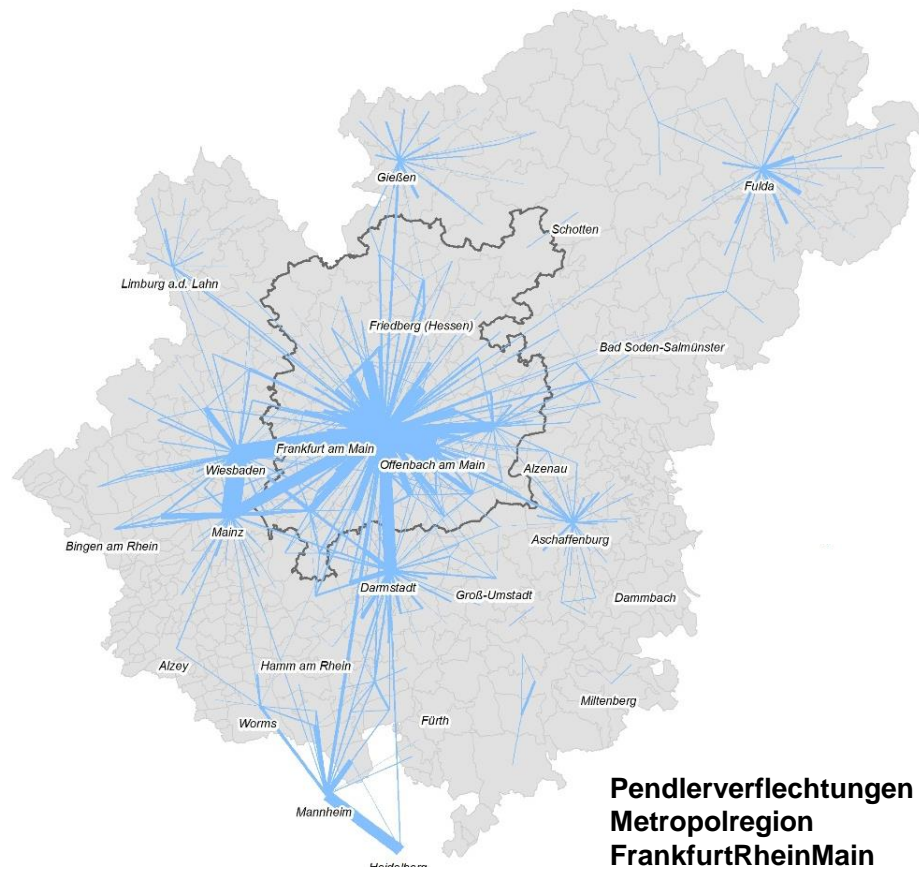 Gießen
Fulda
Schotten
Limburg a.d. Lahn
Friedberg (Hessen)
Bad Soden-Salmünster
Frankfurt am Main
Offenbach am Main
Alzenau
Wiesbaden
Mainz
Bingen am Rhein
Aschaffenburg
Darmstadt
Groß-Umstadt
Dammbach
Alzey
Hamm am Rhein
Miltenberg
Worms
Fürth
Mannheim
Heidelberg
Pendlerverflechtungen
Metropolregion
FrankfurtRheinMain